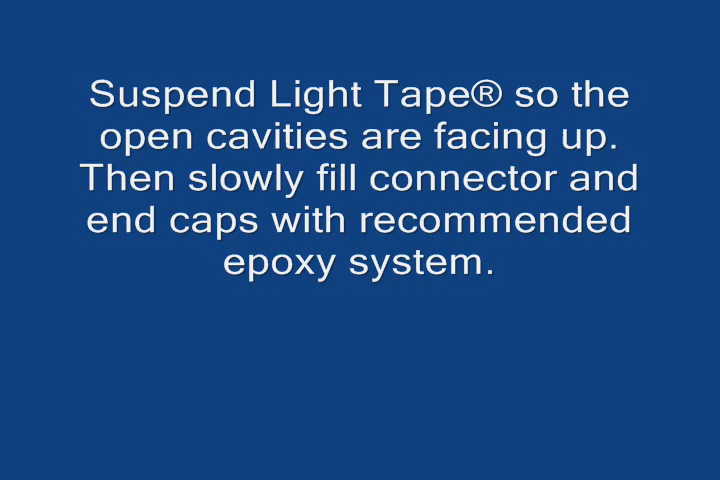 Suspend Light Tape® so the
open cavities are facing up.
Then slowly fill connector and
end caps with recommended
epoxy system.